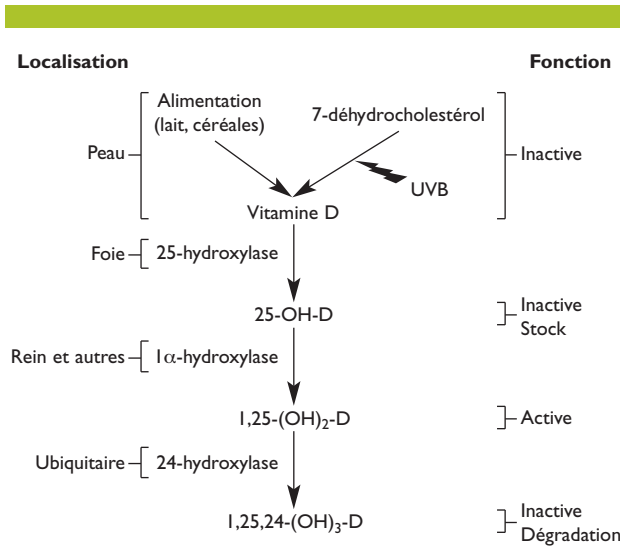 Localisation
Fonction
Alimentation
(lait, céréales)
7-déhydrocholestérol
Peau
Inactive
UVB
Vitamine D
Foie
25-hydroxylase
25-OH-D
Inactive
Stock
Rein et autres
1α-hydroxylase
1,25-(OH)₂-D
Active
Ubiquitaire
24-hydroxylase
1,25,24-(OH)₃-D
Inactive
Dégradation